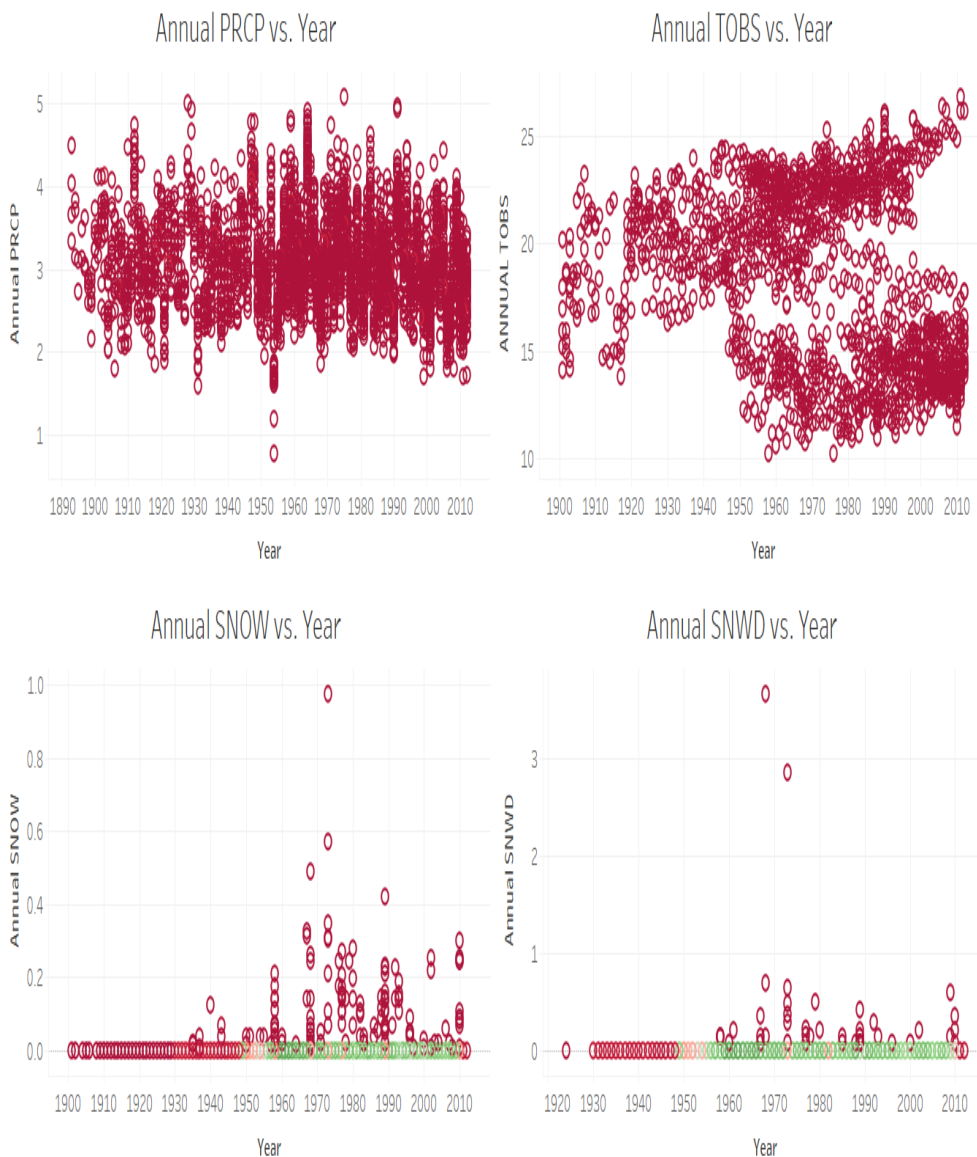 Annual PRCP vs. Year
5
4
3
2
1
Annual PRCP
1890 1900 1910 1920 1930 1940 1950 1960 1970 1980 1990 2000 2010
Year
Annual TOBS vs. Year
25
20
15
10
ANNUAL TOBS
1900 1910 1920 1930 1940 1950 1960 1970 1980 1990 2000 2010
Year
Annual SNOW vs. Year
1.0
0.8
0.6
0.4
0.2
0.0
Annual SNOW
1900 1910 1920 1930 1940 1950 1960 1970 1980 1990 2000 2010
Year
Annual SNWD vs. Year
3
2
1
0
Annual SNWD
1920 1930 1940 1950 1960 1970 1980 1990 2000 2010
Year